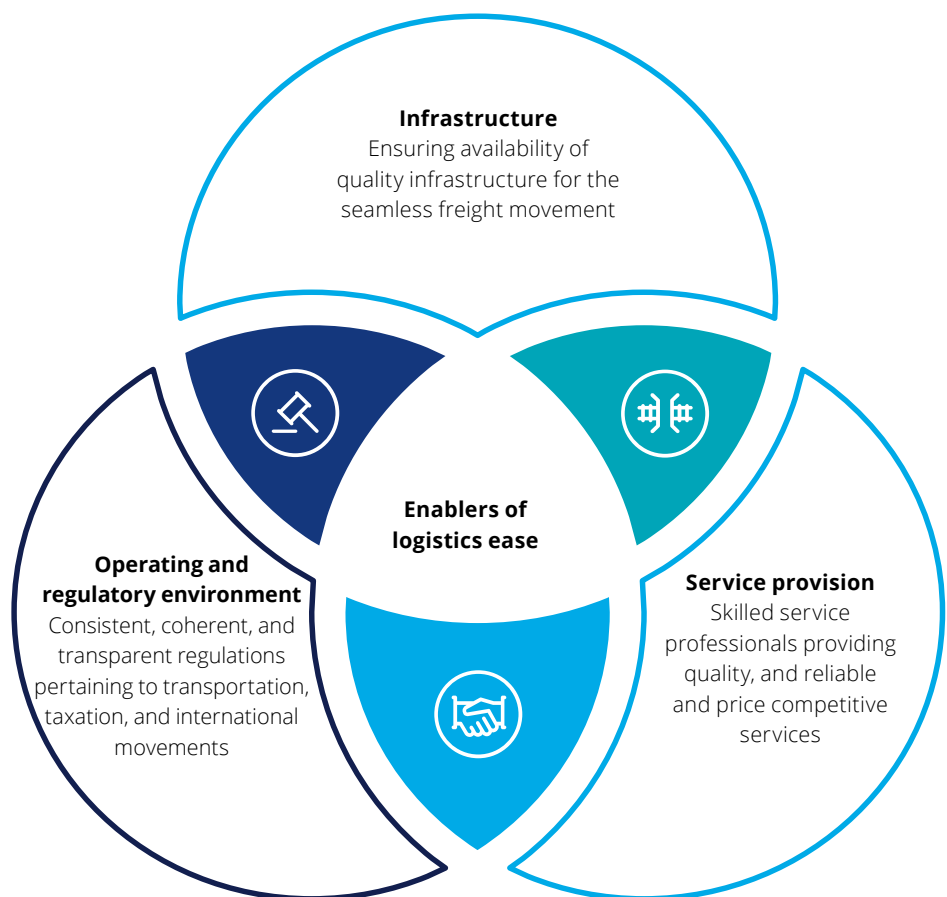 Infrastructure
Ensuring availability of
quality infrastructure for the
seamless freight movement
Enablers of
logistics ease
Operating and
regulatory environment
Consistent, coherent, and
transparent regulations
pertaining to transportation,
taxation, and international
movements
Service provision
Skilled service
professionals providing
quality, and reliable
and price competitive
services